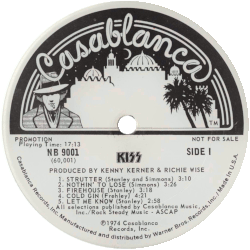 Casablanca
PROMOTION
NOT FOR SALE
Playing Time: 17:13
NB 9001
(60,001)
KISS
SIDE I
PRODUCED BY KENNY KERNER & RICHIE WISE
1. STRUTTER (Stanley and Simmons) 3:10
2. NOTHIN' TO LOSE (Simmons) 3:26
3. FIREHOUSE (Stanley) 3:18
4. COLD GIN (Frehley) 4:21
5. LET ME KNOW (Stanley) 2:58
All selections published by Cafe Americana Music -
Inc./Rock Steady Music - ASCAP
©1974 Casablanca
Records, Inc.
Casablanca Records, Inc. Manufactured and distributed by Warner Bros. Records, Inc.